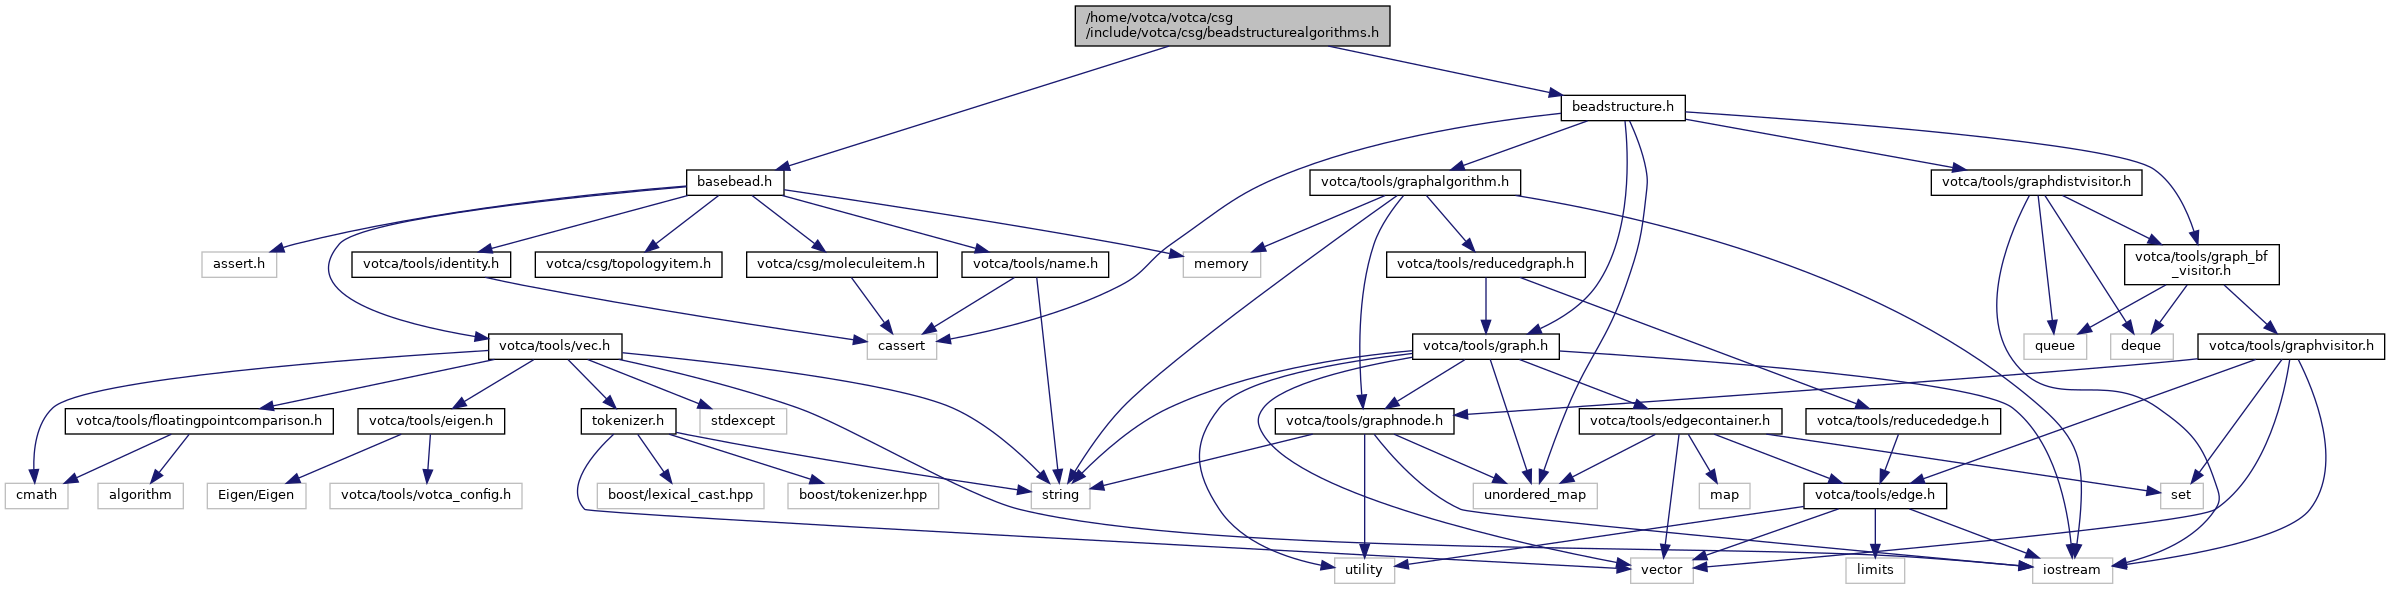 /home/votca/votca/csg
/include/votca/csg/beadstructurealgorithms.h
beadstructure.h
basebead.h
votca/tools/graphalgorithm.h
votca/tools/graphdistvisitor.h
assert.h
votca/tools/identity.h
votca/csg/topologyitem.h
votca/csg/moleculeitem.h
votca/tools/name.h
memory
votca/tools/reducedgraph.h
votca/tools/graph_bf
_visitor.h
votca/tools/vec.h
cassert
votca/tools/graph.h
queue
deque
votca/tools/graphvisitor.h
votca/tools/floatingpointcomparison.h
votca/tools/eigen.h
tokenizer.h
stdexcept
votca/tools/graphnode.h
votca/tools/edgecontainer.h
votca/tools/reducededge.h
cmath
algorithm
Eigen/Eigen
votca/tools/votca_config.h
boost/lexical_cast.hpp
boost/tokenizer.hpp
string
unordered_map
map
votca/tools/edge.h
set
utility
vector
limits
iostream